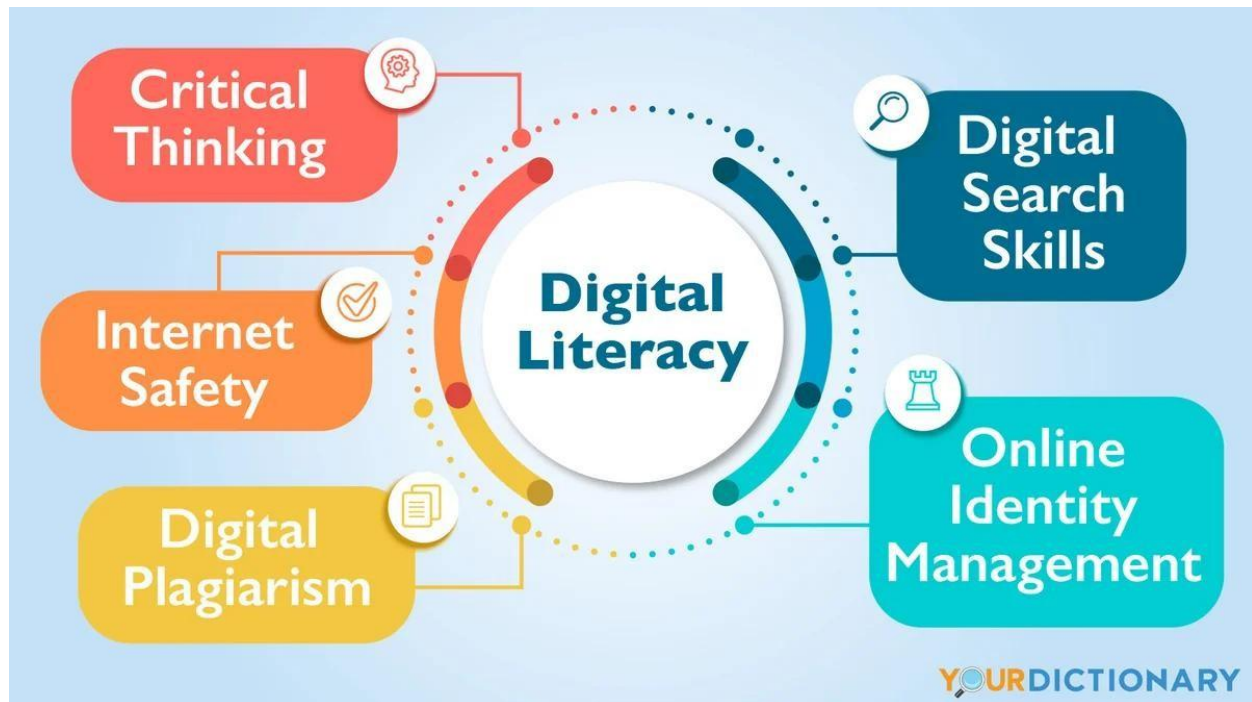 Critical
Thinking
Internet
Safety
Digital
Plagiarism
Digital
Literacy
Digital
Search
Skills
Online
Identity
Management
YOURDICTIONARY